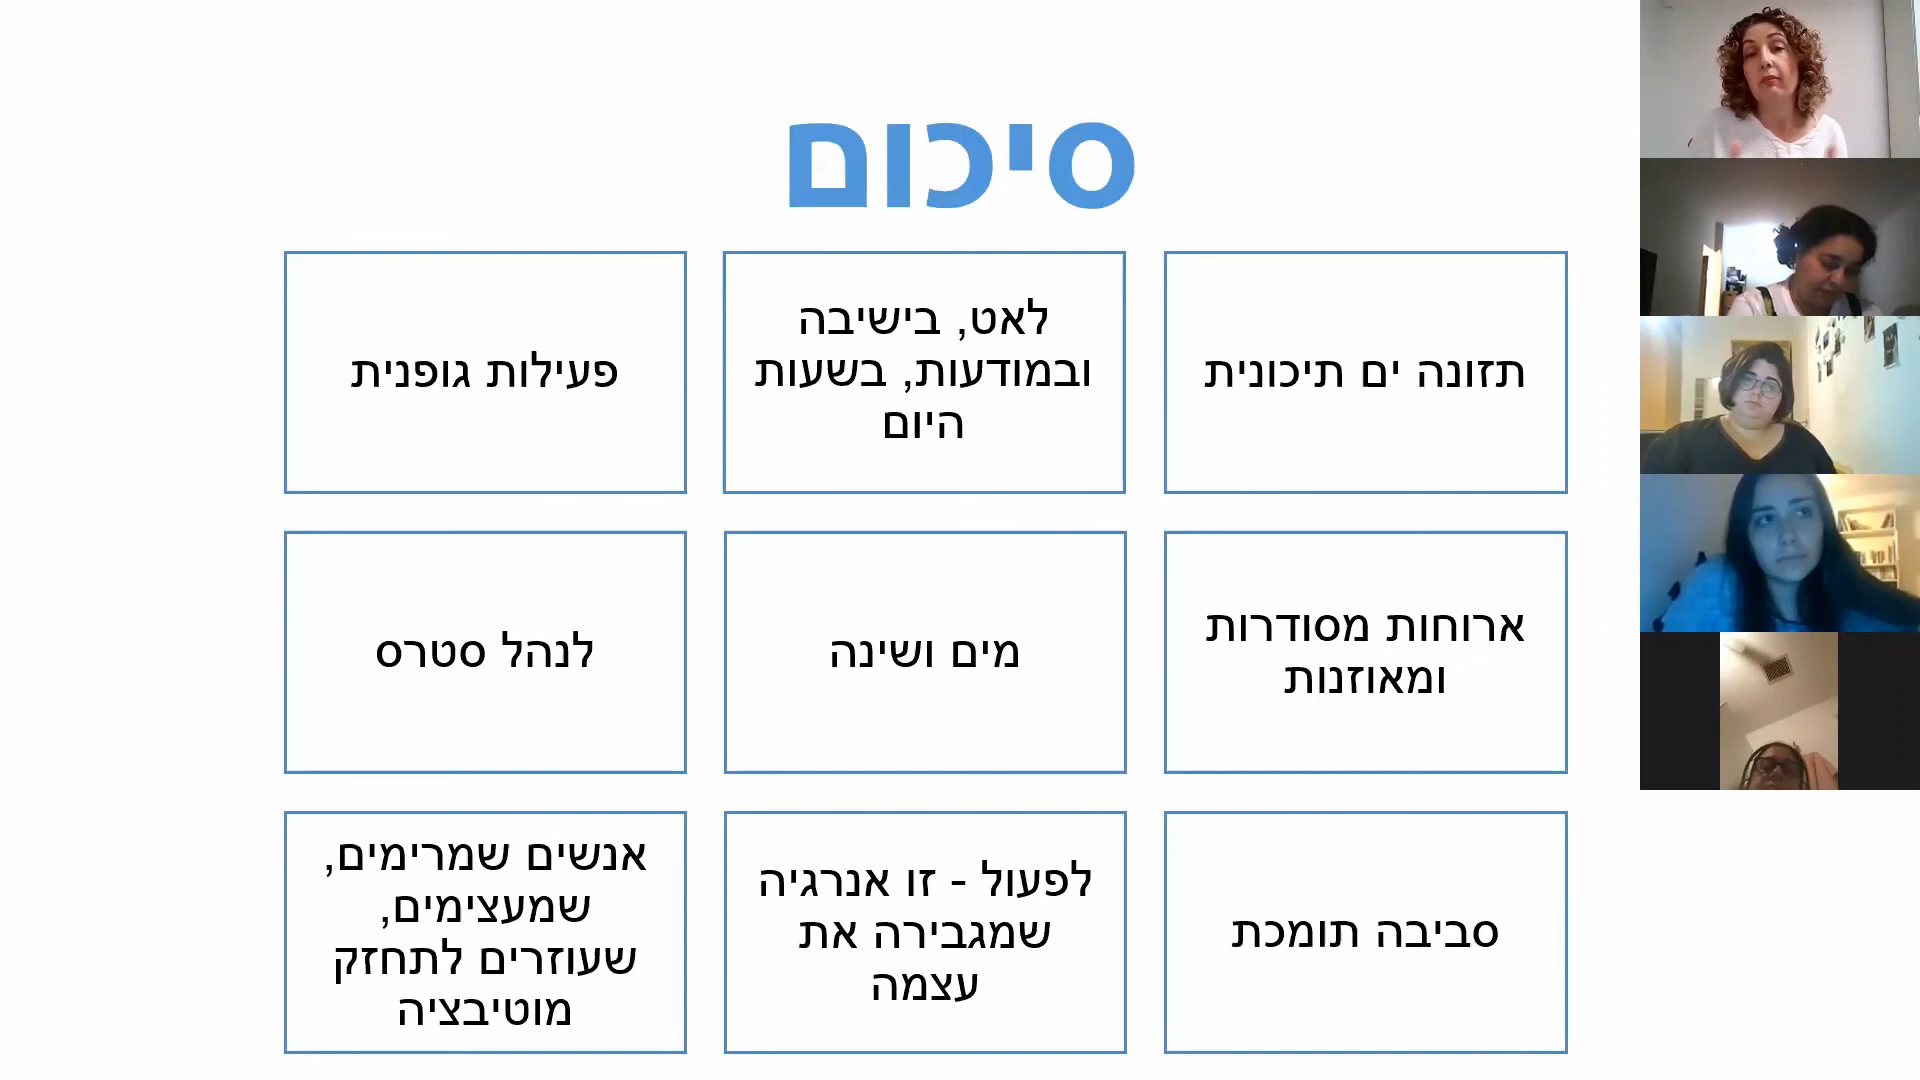 סיכום
תזונה ים תיכונית
לאט, בישיבה
ובמודעות, בשעות
היום
פעילות גופנית
ארוחות מסודרות
ומאוזנות
מים ושינה
לנהל סטרס
סביבה תומכת
לפעול - זו אנרגיה
שמגבירה את
עצמה
אנשים שמרימים,
שמעצימים,
שעוזרים לתחזק
מוטיבציה